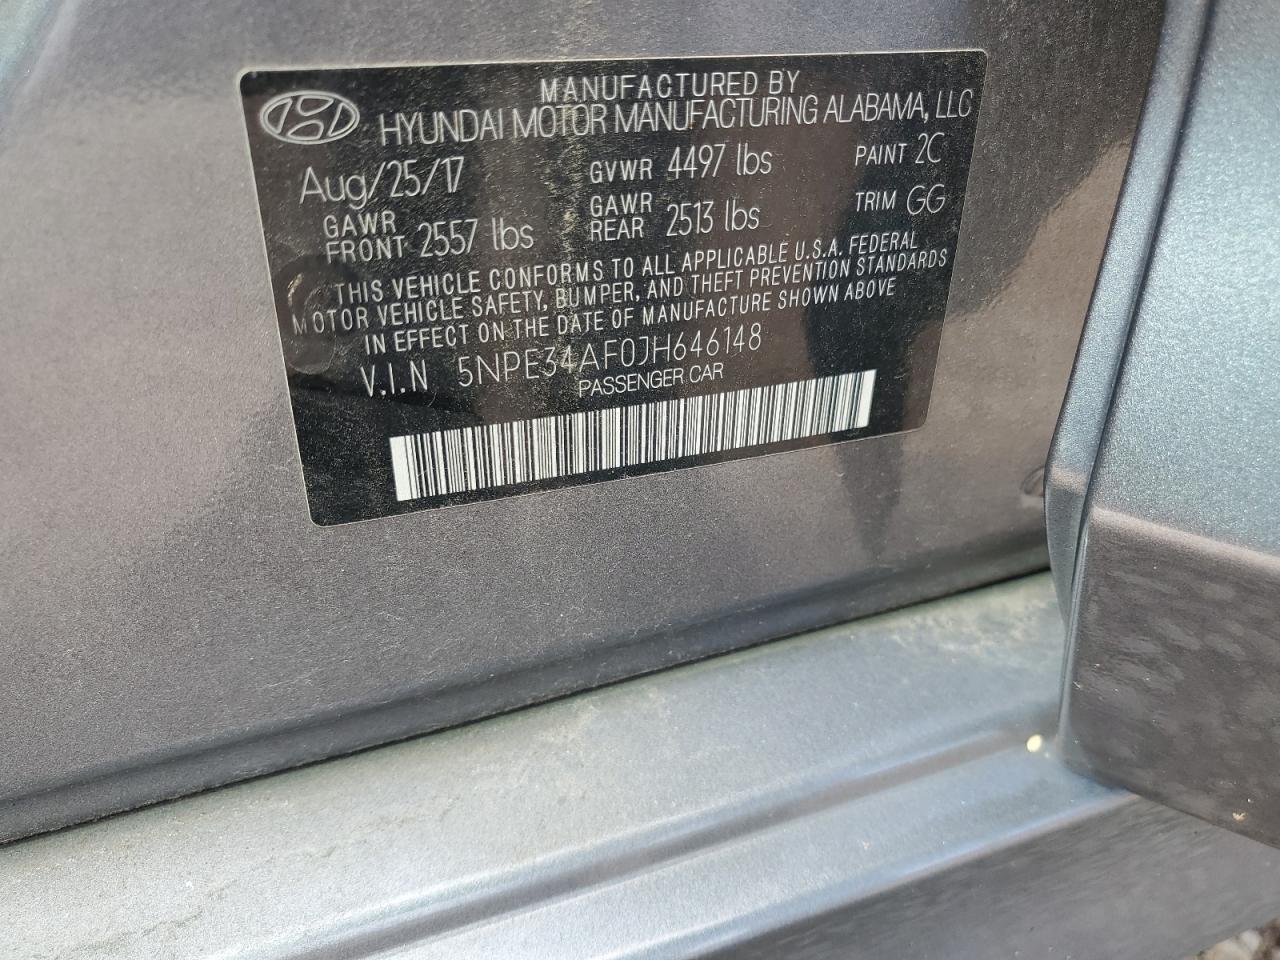 MANUFACTURED BY
HYUNDAI MOTOR MANUFACTURING ALABAMA, LLC
Aug/25/17 GVWR 4497 lbs PAINT 2C
GAWR FRONT 2557 lbs GAWR REAR 2513 lbs TRIM GG
THIS VEHICLE CONFORMS TO ALL APPLICABLE U.S.A. FEDERAL
MOTOR VEHICLE SAFETY, BUMPER, AND THEFT PREVENTION STANDARDS
IN EFFECT ON THE DATE OF MANUFACTURE SHOWN ABOVE
V.I.N 5NPE34AF0JH646148
PASSENGER CAR